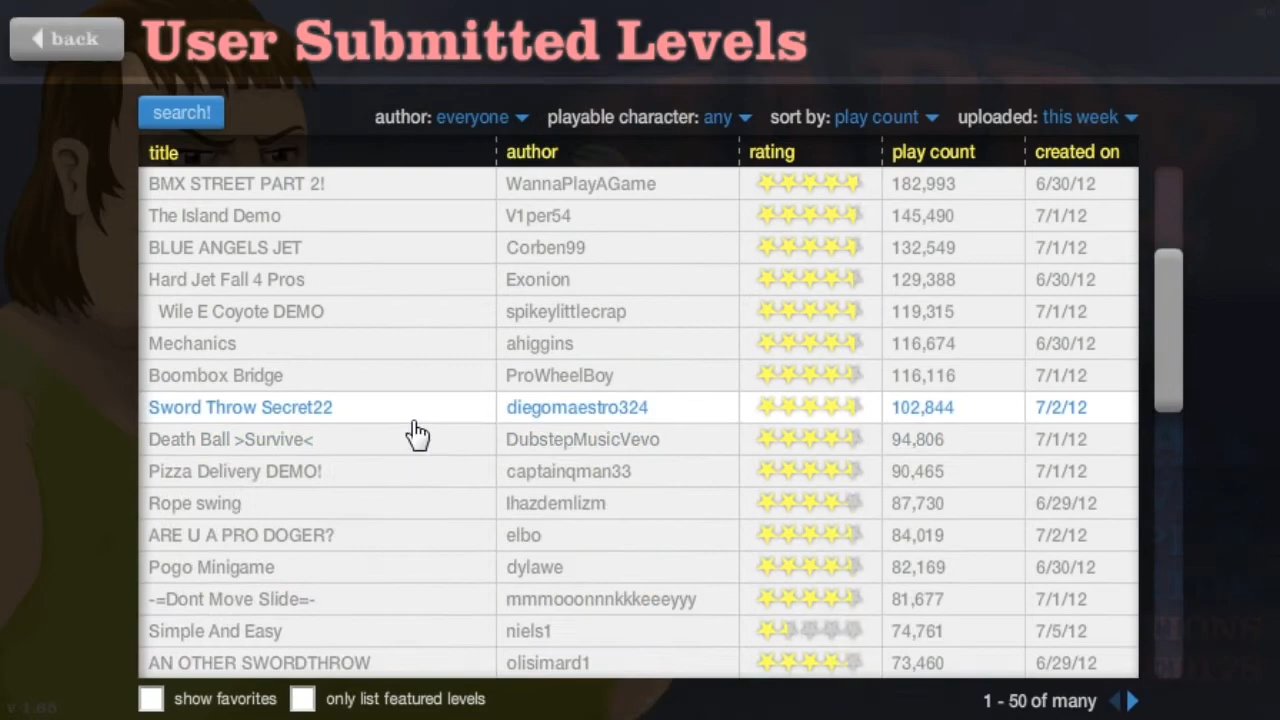 back
User Submitted Levels
search!
author: everyone playable character: any sort by: play count uploaded: this week
title author rating play count created on
BMX STREET PART 2! WannaPlayAGame 182,993 6/30/12
The Island Demo V1per54 145,490 7/1/12
BLUE ANGELS JET Corben99 132,549 7/1/12
Hard Jet Fall 4 Pros Exonion 129,388 6/30/12
Wile E Coyote DEMO spikeylittlecrap 119,315 7/1/12
Mechanics ahiggins 116,674 6/30/12
Boombox Bridge ProWheelBoy 116,116 7/1/12
Sword Throw Secret22 diegomaestro324 102,844 7/2/12
Death Ball >Survive< DubstepMusicVevo 94,806 7/1/12
Pizza Delivery DEMO! captainqman33 90,465 7/1/12
Rope swing Ihazdemlizm 87,730 6/29/12
ARE U A PRO DOGER? elbo 84,019 7/2/12
Pogo Minigame dylawe 82,169 6/30/12
-=Dont Move Slide=- mmmooonnnkkkeeeyyy 81,677 7/1/12
Simple And Easy niels1 74,761 7/5/12
AN OTHER SWORDTHROW olisimard1 73,460 6/29/12
show favorites only list featured levels 1 - 50 of many
v 1.65